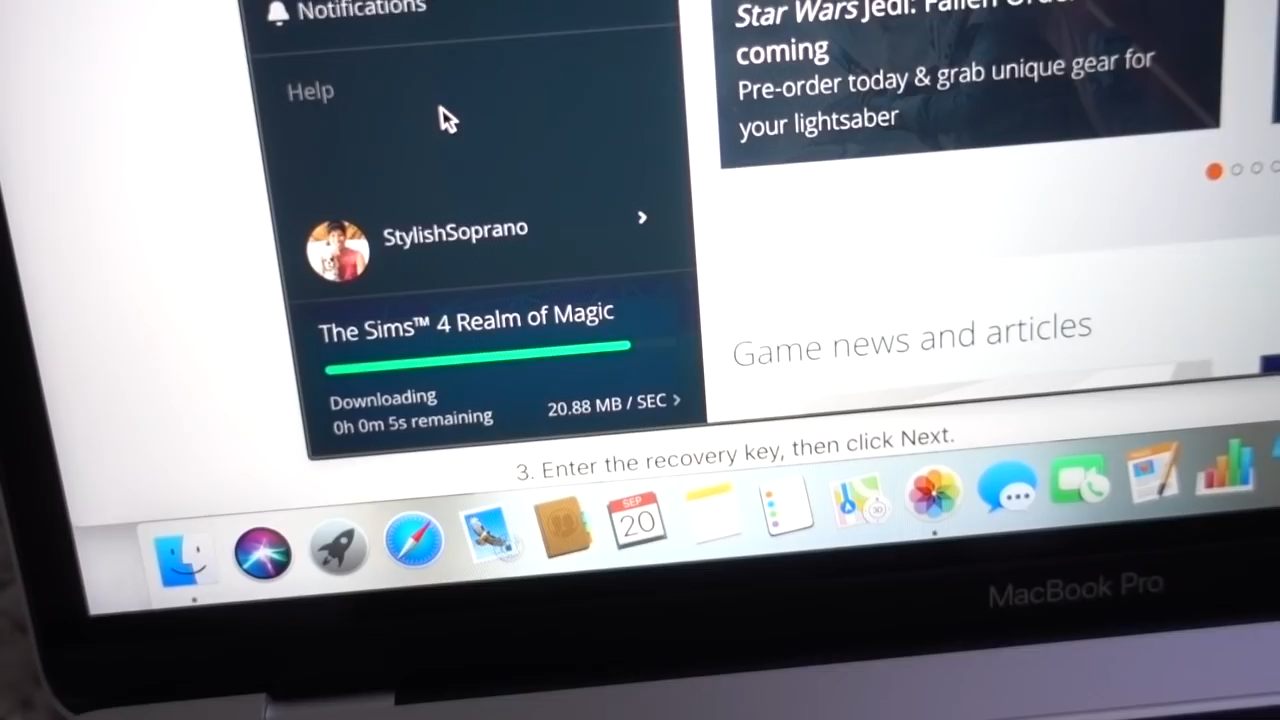 Notifications
Help
StylishSoprano
The Sims™ 4 Realm of Magic
Downloading
0h 0m 5s remaining
20.88 MB / SEC
Star Wars Jedi: Fallen Order
coming
Pre-order today & grab unique gear for
your lightsaber
Game news and articles
3. Enter the recovery key, then click Next.
SEP
20
MacBook Pro